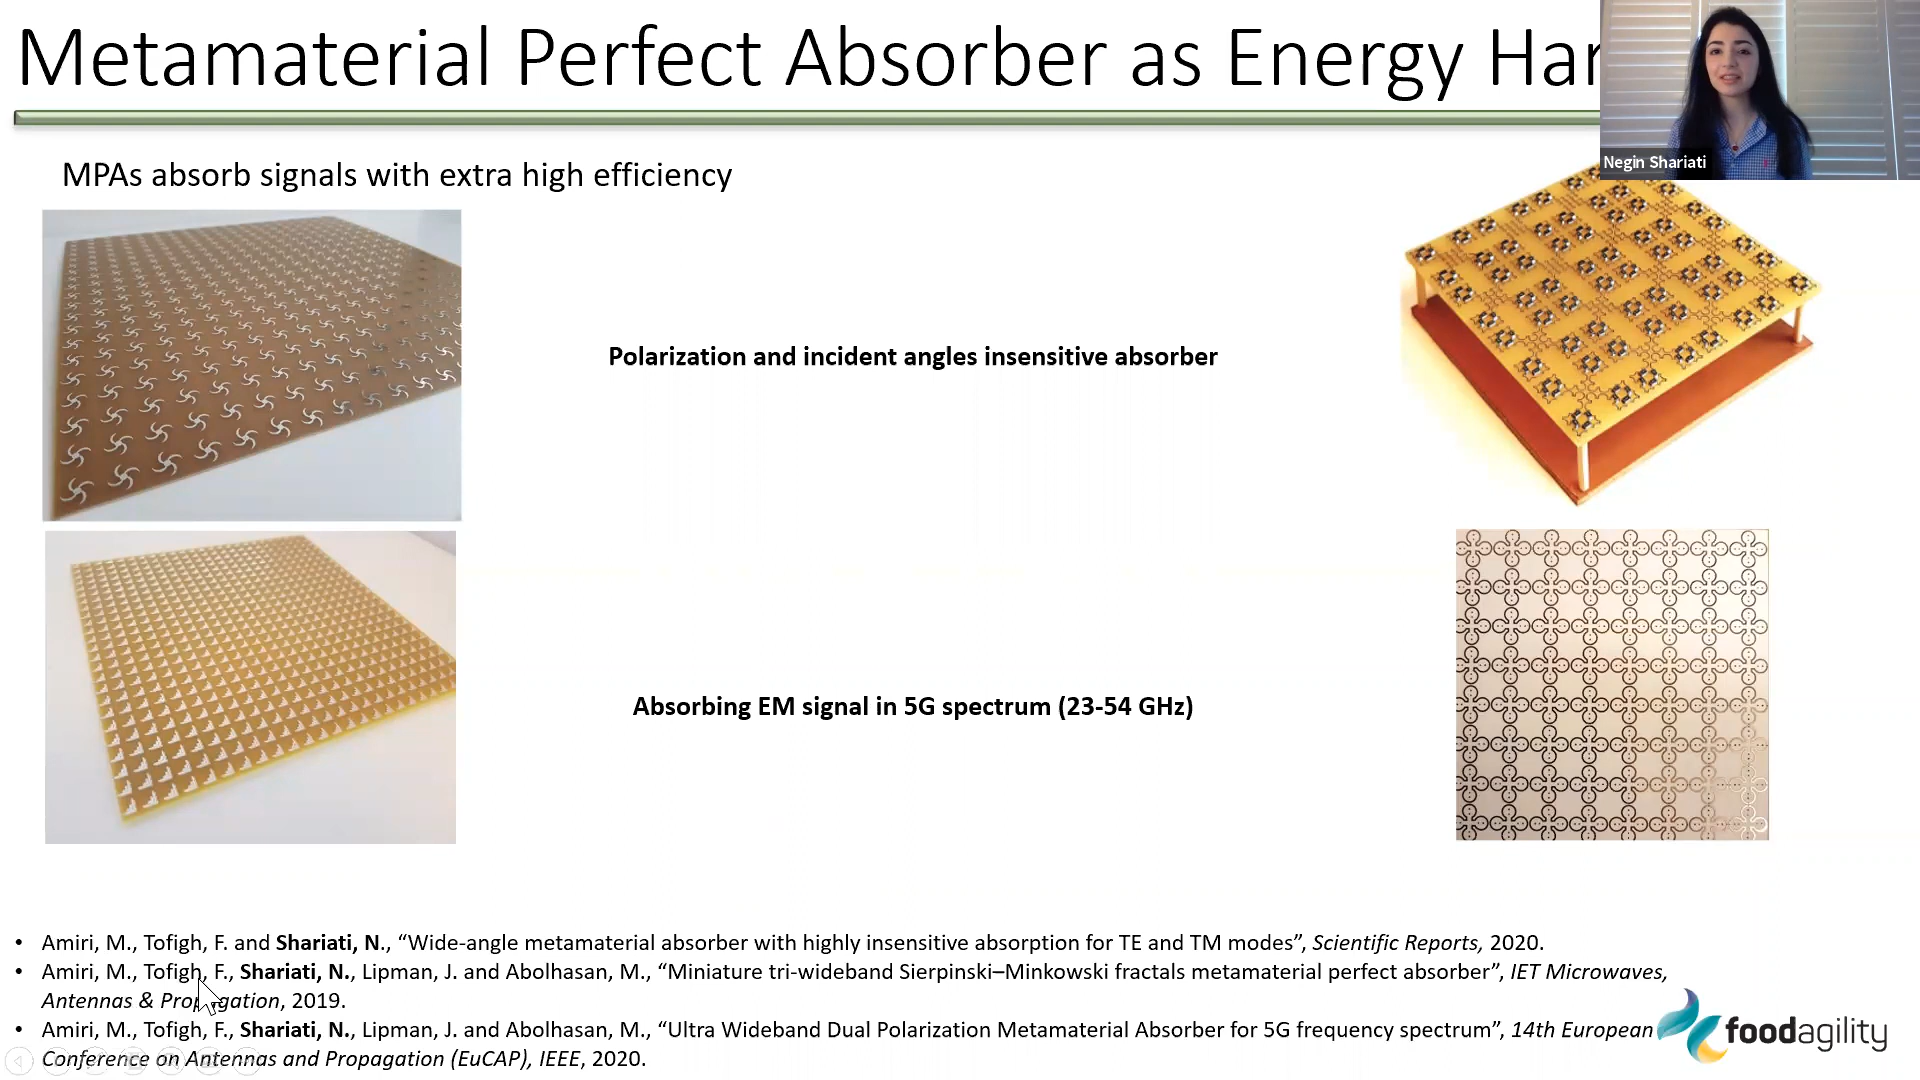 Metamaterial Perfect Absorber as Energy Har
Negin Shariati
MPAs absorb signals with extra high efficiency
Polarization and incident angles insensitive absorber
Absorbing EM signal in 5G spectrum (23-54 GHz)
• Amiri, M., Tofigh, F. and Shariati, N., “Wide-angle metamaterial absorber with highly insensitive absorption for TE and TM modes”, Scientific Reports, 2020.
• Amiri, M., Tofigh, F., Shariati, N., Lipman, J. and Abolhasan, M., “Miniature tri-wideband Sierpinski–Minkowski fractals metamaterial perfect absorber”, IET Microwaves,
Antennas & Propagation, 2019.
• Amiri, M., Tofigh, F., Shariati, N., Lipman, J. and Abolhasan, M., “Ultra Wideband Dual Polarization Metamaterial Absorber for 5G frequency spectrum”, 14th European
Conference on Antennas and Propagation (EuCAP), IEEE, 2020.
foodagility